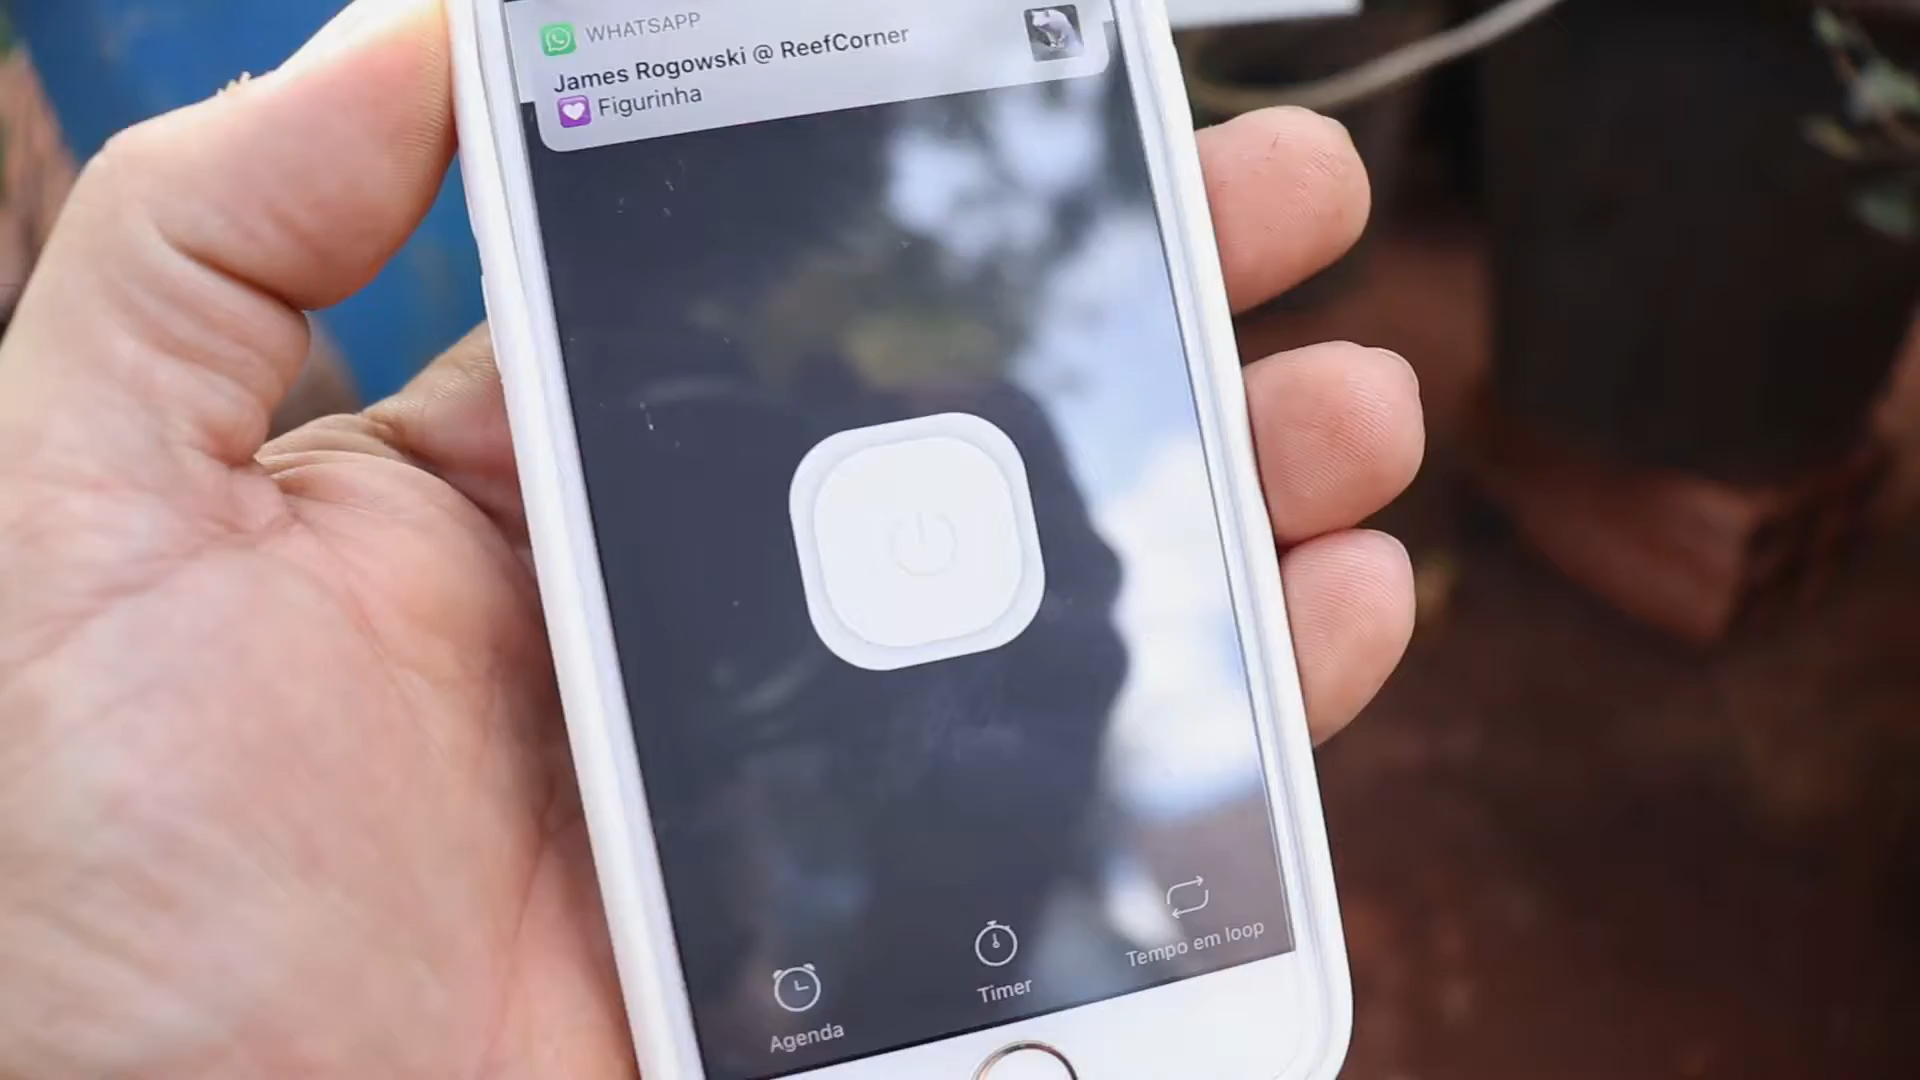 WHATSAPP
James Rogowski @ ReefCorner
💟 Figurinha
Agenda
Timer
Tempo em loop